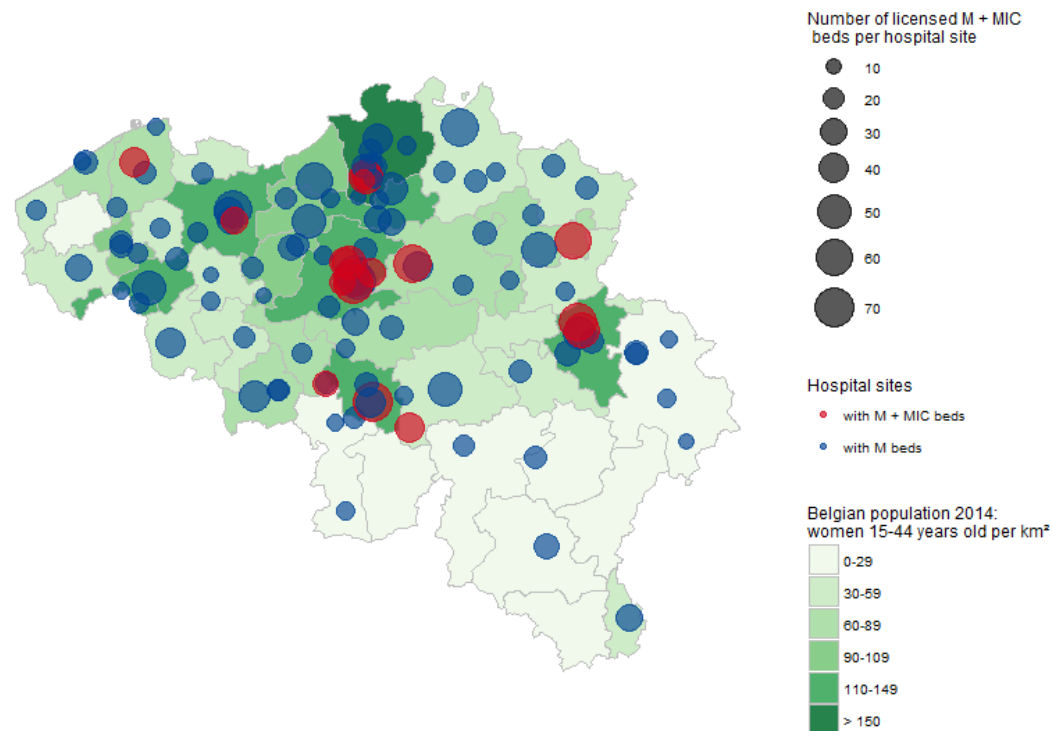 Number of licensed M + MIC
beds per hospital site
10
20
30
40
50
60
70
Hospital sites
with M + MIC beds
with M beds
Belgian population 2014:
women 15-44 years old per km²
0-29
30-59
60-89
90-109
110-149
> 150